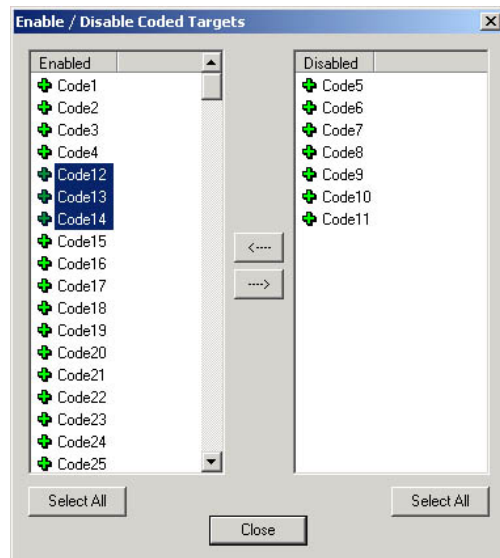 Enable / Disable Coded Targets
Enabled
Code1
Code2
Code3
Code4
Code12
Code13
Code14
Code15
Code16
Code17
Code18
Code19
Code20
Code21
Code22
Code23
Code24
Code25
Select All
<----
---->
Disabled
Code5
Code6
Code7
Code8
Code9
Code10
Code11
Select All
Close